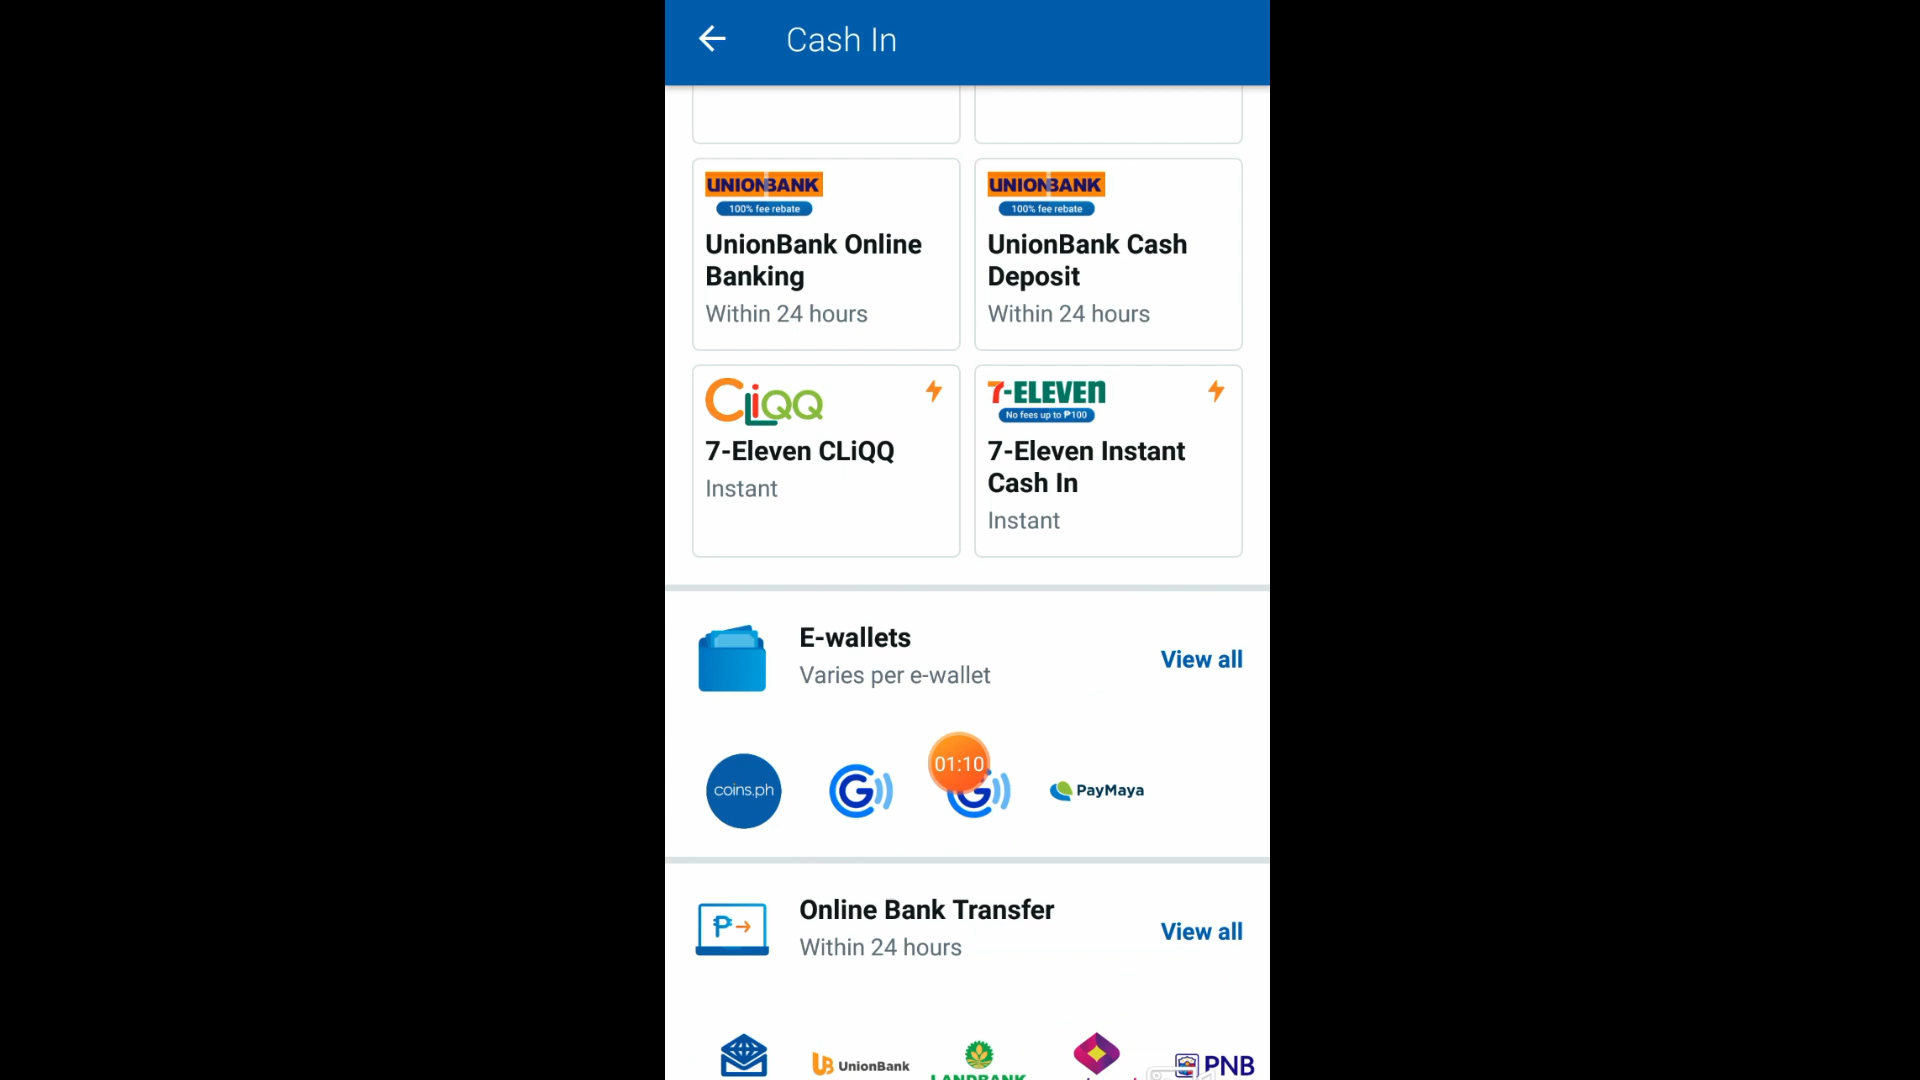 Cash In
UNIONBANK
100% fee rebate
UnionBank Online
Banking
Within 24 hours
UNIONBANK
100% fee rebate
UnionBank Cash
Deposit
Within 24 hours
CLiQQ
7-Eleven CLiQQ
Instant
7-ELEVEn
No fees up to ₱100
7-Eleven Instant
Cash In
Instant
E-wallets
Varies per e-wallet
View all
coins.ph
G
01:10
G
PayMaya
₱
Online Bank Transfer
Within 24 hours
View all
UB UnionBank
LANDBANK
PNB